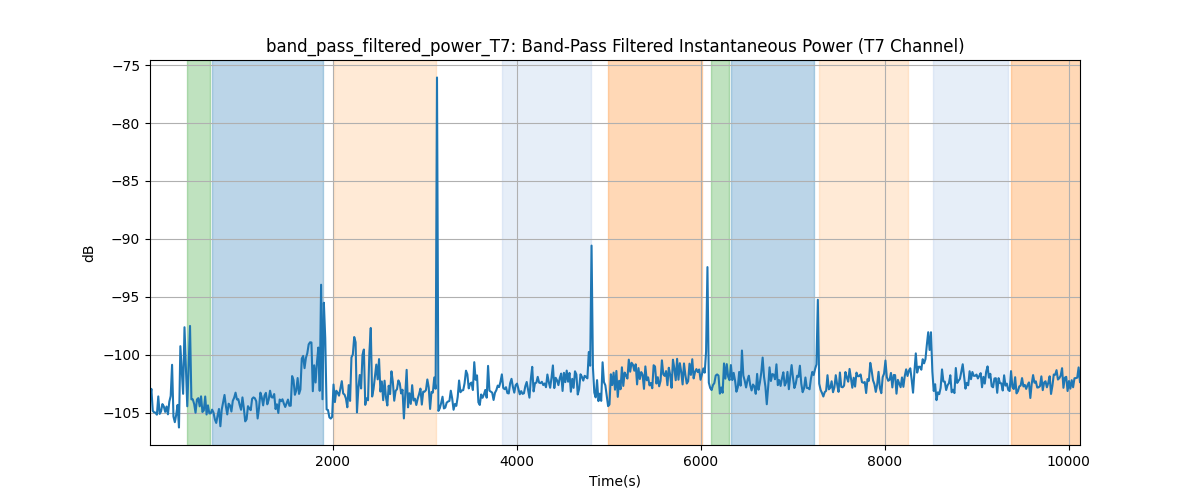 band_pass_filtered_power_T7: Band-Pass Filtered Instantaneous Power (T7 Channel)
−75
−80
−85
−90
−95
−100
−105
dB
2000 4000 6000 8000 10000
Time(s)